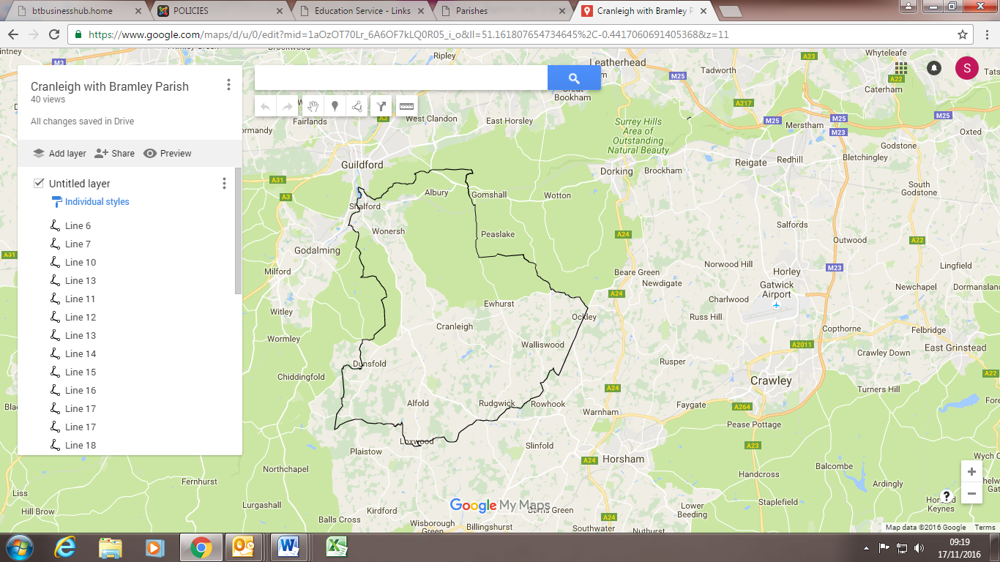 btbusinesshub.home
POLICIES
Education Service - Links
Parishes
Cranleigh with Bramley P
https://www.google.com/maps/d/u/0/edit?mid=1aOzOT70Lr_6A6OF7kLQ0R05_i_o&ll=51.161807654734645%2C-0.4417060691405368&z=11
Cranleigh with Bramley Parish
40 views
All changes saved in Drive
Add layer
Share
Preview
Untitled layer
Individual styles
Line 6
Line 7
Line 10
Line 13
Line 11
Line 12
Line 13
Line 14
Line 15
Line 16
Line 17
Line 17
Line 18
S
M3
Ripley
Leatherhead
A23
Whyteleafe
Tadworth
M25
A22
Caterham
Bookham
A3
West Clandon
East Horsley
Fairlands
A217
M25
M25
M25
Merstham
M23
Oxted
Surrey Hills
Area of
Outstanding
Natural Beauty
Godstone
Bletchingley
Guildford
Reigate
Redhill
Dorking
Brockham
A31
A3
Albury
Gomshall
Wotton
South
Godstone
Shalford
Salfords
Wonersh
Peaslake
A24
Outwood
A22
A31
Godalming
Norwood Hill
Lingfield
Milford
Beare Green
Horley
M23
Newdigate
Gatwick
Airport
Newchapel
Dormansland
A24
Charlwood
Witley
Ewhurst
Ockley
Russ Hill
Copthorne
Felbridge
Cranleigh
Wormley
Walliswood
A2011
East Grinstead
Crawley Down
Dunsfold
Rusper
Chiddingfold
Crawley
A22
A24
Turners Hill
Alfold
Rudgwick
Rowhook
Faygate
A264
Warnham
Pease Pottage
Loxwood
Slinfold
A23
Plaistow
A24
Horsham
Balcombe
Northchapel
Handcross
Ardingly
Fernhurst
Liss
Staplefield
Horsted
Keynes
Hill Brow
Lurgashall
Kirdford
Google My Maps
Barns Green
Lower
Beeding
Balls Cross
Wisborough
Green
Billingshurst
A24
Southwater
Nuthurst
A23
Map data ©2016 Google
Terms
09:19
17/11/2016